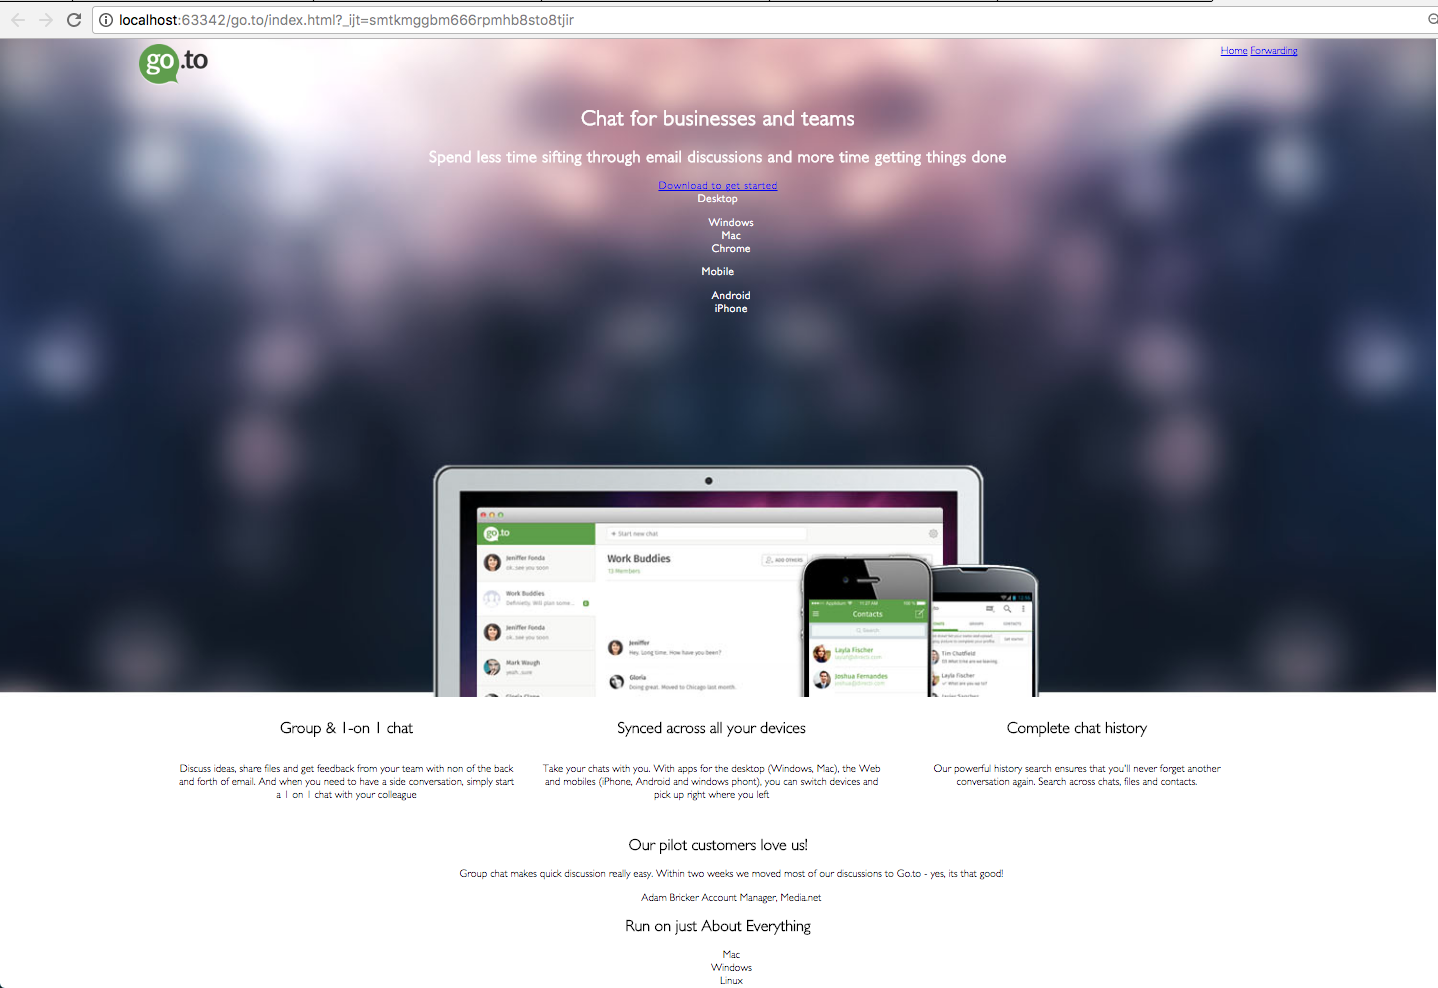 localhost:63342/go.to/index.html?_ijt=smtkmggbm666rpmhb8sto8tjir
go.to
Home Forwarding
Chat for businesses and teams
Spend less time sifting through email discussions and more time getting things done
Download to get started
Desktop
Windows
Mac
Chrome
Mobile
Android
iPhone
go.to
+ Start new chat
Jeniffer Fonda
ok..see you soon
Work Buddies
Definietly. Will plan some...
Jeniffer Fonda
ok..see you soon
Mark Waugh
yeah..sure
Work Buddies
13 Members
ADD OTHERS
Jeniffer
Hey. Long time. How have you been?
Gloria
Doing great. Moved to Chicago last month.
11:27 AM
100 %
Contacts
Search
Layla Fischer
Joshua Fernandes
CONTACTS
Tim Chatfield
Layla Fischer
Group & 1-on 1 chat
Discuss ideas, share files and get feedback from your team with non of the back
and forth of email. And when you need to have a side conversation, simply start
a 1 on 1 chat with your colleague
Synced across all your devices
Take your chats with you. With apps for the desktop (Windows, Mac), the Web
and mobiles (iPhone, Android and windows phont), you can switch devices and
pick up right where you left
Complete chat history
Our powerful history search ensures that you'll never forget another
conversation again. Search across chats, files and contacts.
Our pilot customers love us!
Group chat makes quick discussion really easy. Within two weeks we moved most of our discussions to Go.to - yes, its that good!
Adam Bricker Account Manager, Media.net
Run on just About Everything
Mac
Windows
Linux